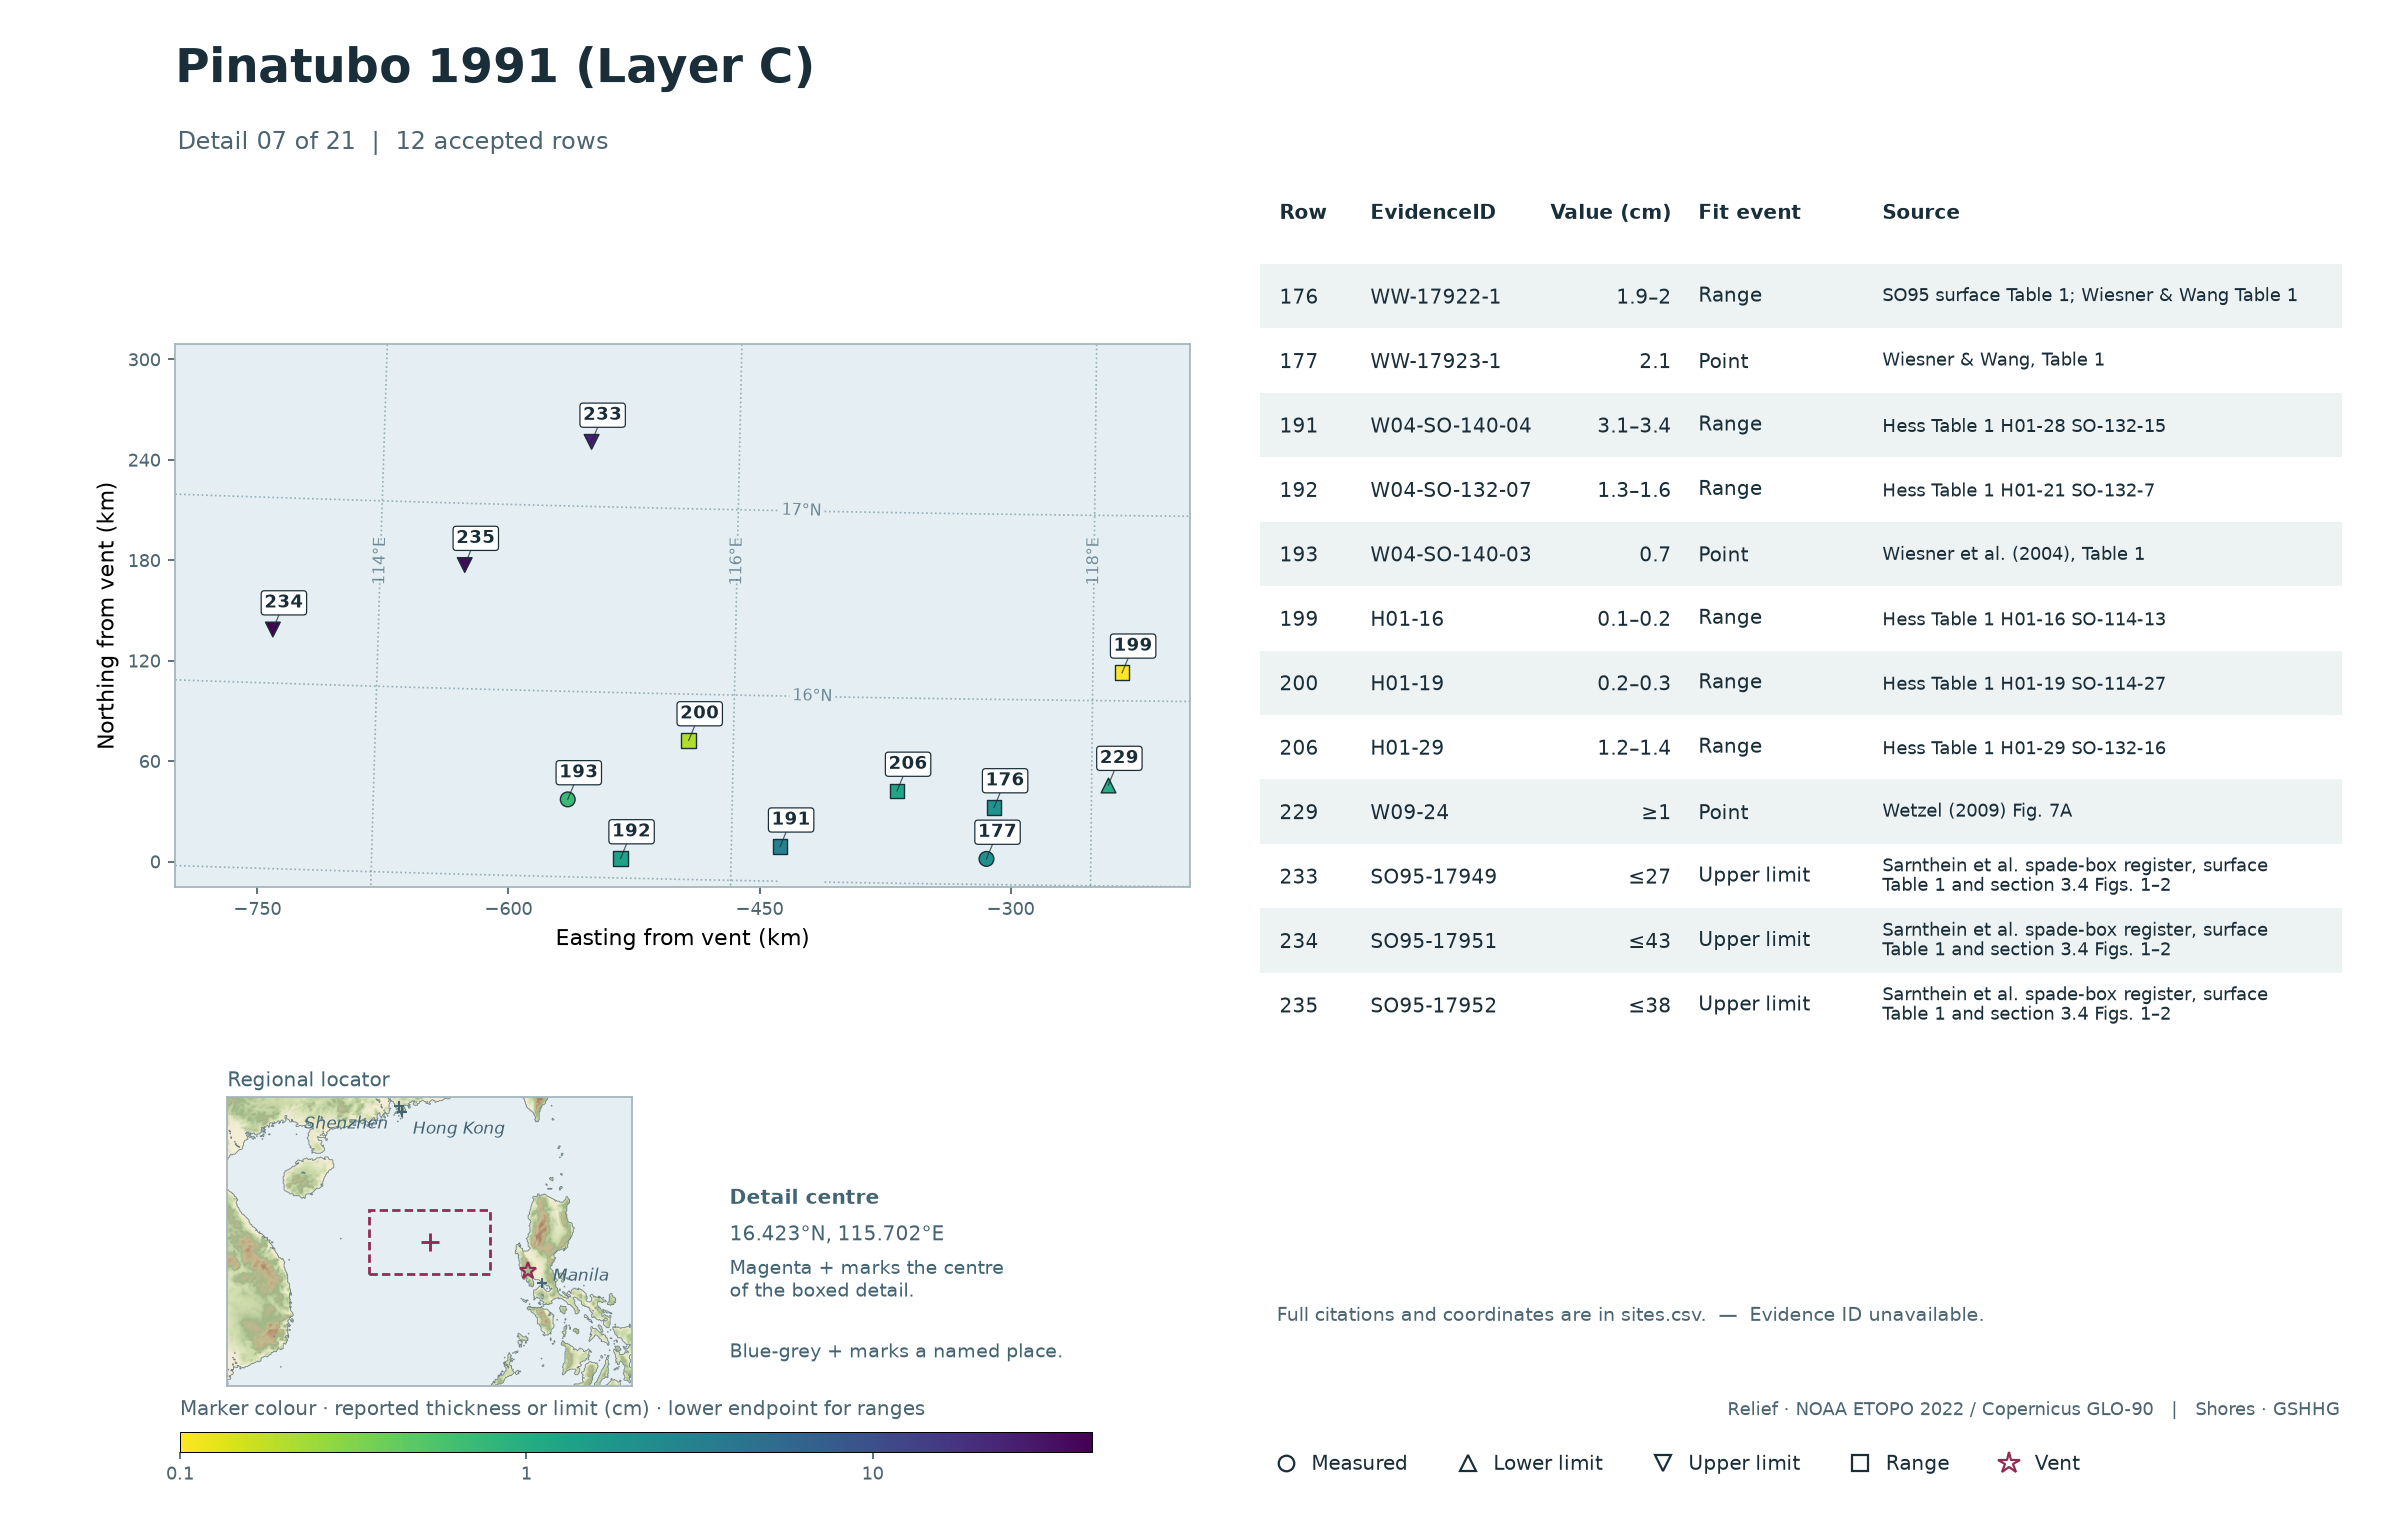 Pinatubo 1991 (Layer C)
Detail 07 of 21 | 12 accepted rows
Row EvidenceID Value (cm) Fit event Source
176 WW-17922-1 1.9–2 Range SO95 surface Table 1; Wiesner & Wang Table 1
177 WW-17923-1 2.1 Point Wiesner & Wang, Table 1
191 W04-SO-140-04 3.1–3.4 Range Hess Table 1 H01-28 SO-132-15
192 W04-SO-132-07 1.3–1.6 Range Hess Table 1 H01-21 SO-132-7
193 W04-SO-140-03 0.7 Point Wiesner et al. (2004), Table 1
199 H01-16 0.1–0.2 Range Hess Table 1 H01-16 SO-114-13
200 H01-19 0.2–0.3 Range Hess Table 1 H01-19 SO-114-27
206 H01-29 1.2–1.4 Range Hess Table 1 H01-29 SO-132-16
229 W09-24 ≥1 Point Wetzel (2009) Fig. 7A
233 SO95-17949 ≤27 Upper limit Sarnthein et al. spade-box register, surface
Table 1 and section 3.4 Figs. 1–2
234 SO95-17951 ≤43 Upper limit Sarnthein et al. spade-box register, surface
Table 1 and section 3.4 Figs. 1–2
235 SO95-17952 ≤38 Upper limit Sarnthein et al. spade-box register, surface
Table 1 and section 3.4 Figs. 1–2
Northing from vent (km)
300
240
180
120
60
0
233
17°N
235
114°E
116°E
118°E
234
199
16°N
200
229
206
193
176
191
192
177
−750 −600 −450 −300
Easting from vent (km)
Regional locator
Shenzhen
Hong Kong
Manila
Detail centre
16.423°N, 115.702°E
Magenta + marks the centre
of the boxed detail.
Blue-grey + marks a named place.
Full citations and coordinates are in sites.csv. — Evidence ID unavailable.
Marker colour · reported thickness or limit (cm) · lower endpoint for ranges
0.1 1 10
Relief · NOAA ETOPO 2022 / Copernicus GLO-90 | Shores · GSHHG
Measured Lower limit Upper limit Range Vent